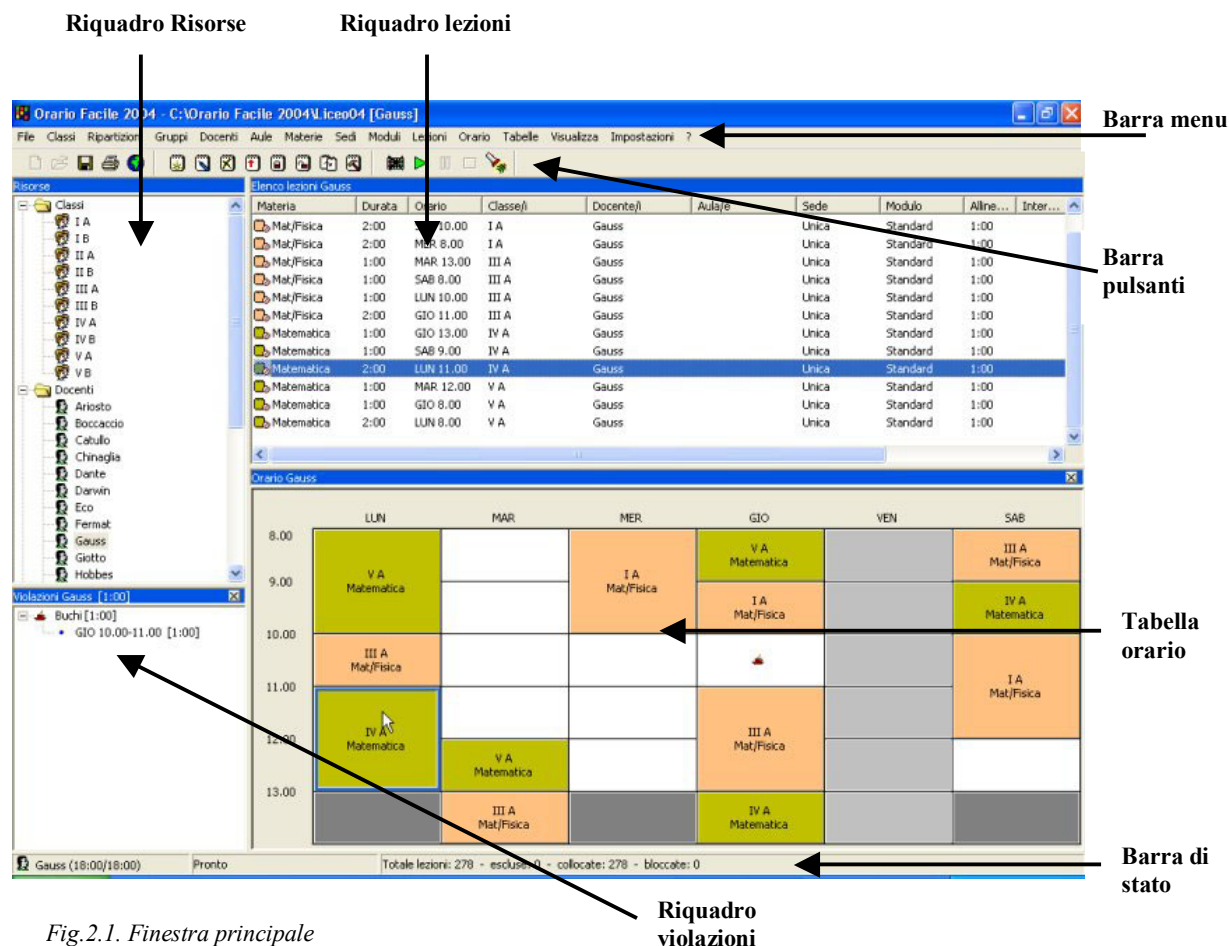 Riquadro Risorse
Riquadro lezioni
Orario Facile 2004 - C:\Orario Facile 2004\Liceo04 [Gauss]
File Classi Ripartizioni Gruppi Docenti Aule Materie Sedi Moduli Lezioni Orario Tabelle Visualizza Impostazioni ?
Barra menu
Barra
pulsanti
Risorse
Classi
I A
I B
II A
II B
III A
III B
IV A
IV B
V A
V B
Docenti
Ariosto
Boccaccio
Catullo
Chinaglia
Dante
Darwin
Eco
Fermat
Gauss
Giotto
Hobbes
Elenco lezioni Gauss
Materia Durata Orario Classe/i Docente/i Aula/e Sede Modulo Alline... Inter...
Mat/Fisica 2:00 10.00 I A Gauss Unica Standard 1:00
Mat/Fisica 2:00 MER 8.00 I A Gauss Unica Standard 1:00
Mat/Fisica 1:00 MAR 13.00 III A Gauss Unica Standard 1:00
Mat/Fisica 1:00 SAB 8.00 III A Gauss Unica Standard 1:00
Mat/Fisica 1:00 LUN 10.00 III A Gauss Unica Standard 1:00
Mat/Fisica 2:00 GIO 11.00 III A Gauss Unica Standard 1:00
Matematica 1:00 GIO 13.00 IV A Gauss Unica Standard 1:00
Matematica 1:00 SAB 9.00 IV A Gauss Unica Standard 1:00
Matematica 2:00 LUN 11.00 IV A Gauss Unica Standard 1:00
Matematica 1:00 MAR 12.00 V A Gauss Unica Standard 1:00
Matematica 1:00 GIO 8.00 V A Gauss Unica Standard 1:00
Matematica 2:00 LUN 8.00 V A Gauss Unica Standard 1:00
Violazioni Gauss [1:00]
Buchi [1:00]
GIO 10.00-11.00 [1:00]
Orario Gauss
LUN MAR MER GIO VEN SAB
8.00
V A
Matematica
III A
Mat/Fisica
9.00
V A
Matematica
I A
Mat/Fisica
I A
Mat/Fisica
IV A
Matematica
10.00
III A
Mat/Fisica
I A
Mat/Fisica
11.00
IV A
Matematica
III A
Mat/Fisica
12.00
V A
Matematica
13.00
III A
Mat/Fisica
IV A
Matematica
Tabella
orario
Gauss (18:00/18:00) Pronto Totale lezioni: 278 - escluse: 0 - collocate: 278 - bloccate: 0
Barra di
stato
Riquadro
violazioni
Fig.2.1. Finestra principale